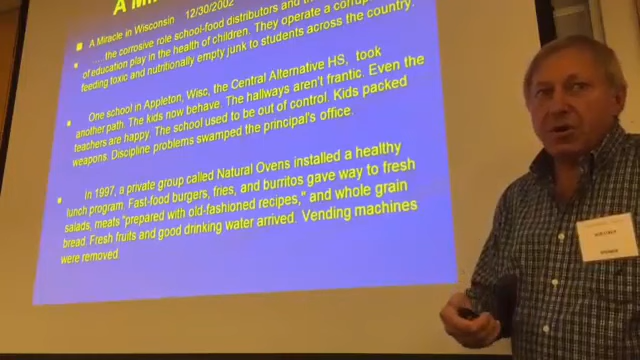 A Mi
A Miracle in Wisconsin 12/30/2002
....the corrosive role school-food distributors and th
of education play in the health of children. They operate a corrup
feeding toxic and nutritionally empty junk to students across the country.
One school in Appleton, Wisc, the Central Alternative HS, took
another path. The kids now behave. The hallways aren't frantic. Even the
teachers are happy. The school used to be out of control. Kids packed
weapons. Discipline problems swamped the principal's office.
In 1997, a private group called Natural Ovens installed a healthy
lunch program. Fast-food burgers, fries, and burritos gave way to fresh
salads, meats "prepared with old-fashioned recipes," and whole grain
bread. Fresh fruits and good drinking water arrived. Vending machines
were removed